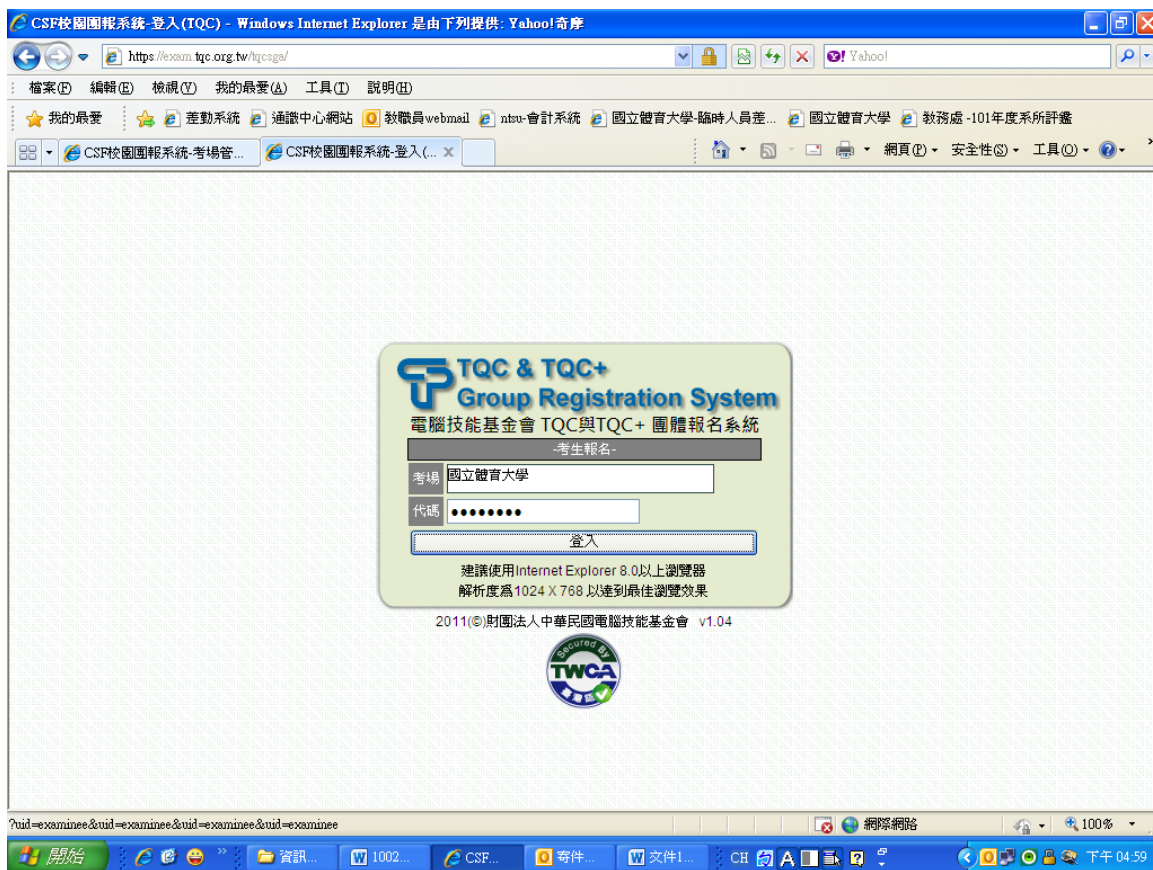 CSF校園團報系統-登入(TQC) - Windows Internet Explorer 是由下列提供: Yahoo!奇摩
https://exam.tqc.org.tw/tqcsga/
Yahoo!
檔案(F) 編輯(E) 檢視(V) 我的最愛(A) 工具(T) 說明(H)
我的最愛 差勤系統 通識中心網站 教職員webmail ntsu-會計系統 國立體育大學-臨時人員差... 國立體育大學 教務處 -101年度系所評鑑
CSF校園團報系統-考場管... CSF校園團報系統-登入(... 網頁(P) 安全性(S) 工具(O)
TQC & TQC+
Group Registration System
電腦技能基金會 TQC與TQC+ 團體報名系統
-考生報名-
考場 國立體育大學
代碼 ••••••••
登入
建議使用Internet Explorer 8.0以上瀏覽器
解析度為1024 X 768 以達到最佳瀏覽效果
2011(©)財團法人中華民國電腦技能基金會 v1.04
Secured By
TWCA
?uid=examinee&uid=examinee&uid=examinee&uid=examinee 網際網路 100%
開始 資訊... 1002... CSF... 寄件... 文件1... CH A 下午 04:59